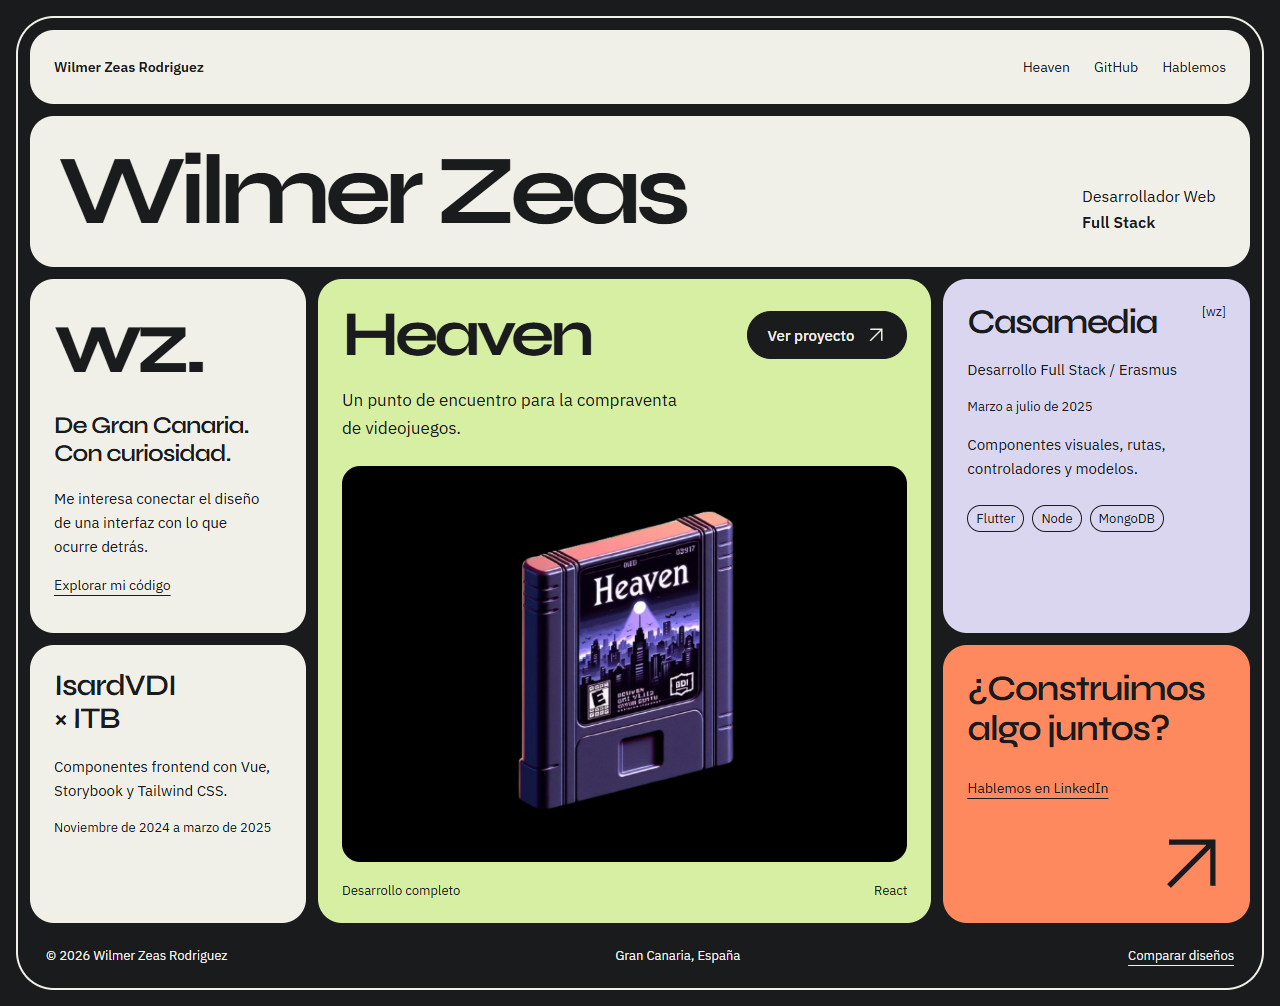 Wilmer Zeas Rodriguez
Heaven
GitHub
Hablemos
Wilmer Zeas
Desarrollador Web
Full Stack
wz.
De Gran Canaria.
Con curiosidad.
Me interesa conectar el diseño
de una interfaz con lo que
ocurre detrás.
Explorar mi código
Heaven
Ver proyecto
Un punto de encuentro para la compraventa
de videojuegos.
Heaven
Desarrollo completo
React
Casamedia
[wz]
Desarrollo Full Stack / Erasmus
Marzo a julio de 2025
Componentes visuales, rutas,
controladores y modelos.
Flutter
Node
MongoDB
IsardVDI
× ITB
Componentes frontend con Vue,
Storybook y Tailwind CSS.
Noviembre de 2024 a marzo de 2025
¿Construimos
algo juntos?
Hablemos en LinkedIn
© 2026 Wilmer Zeas Rodriguez
Gran Canaria, España
Comparar diseños